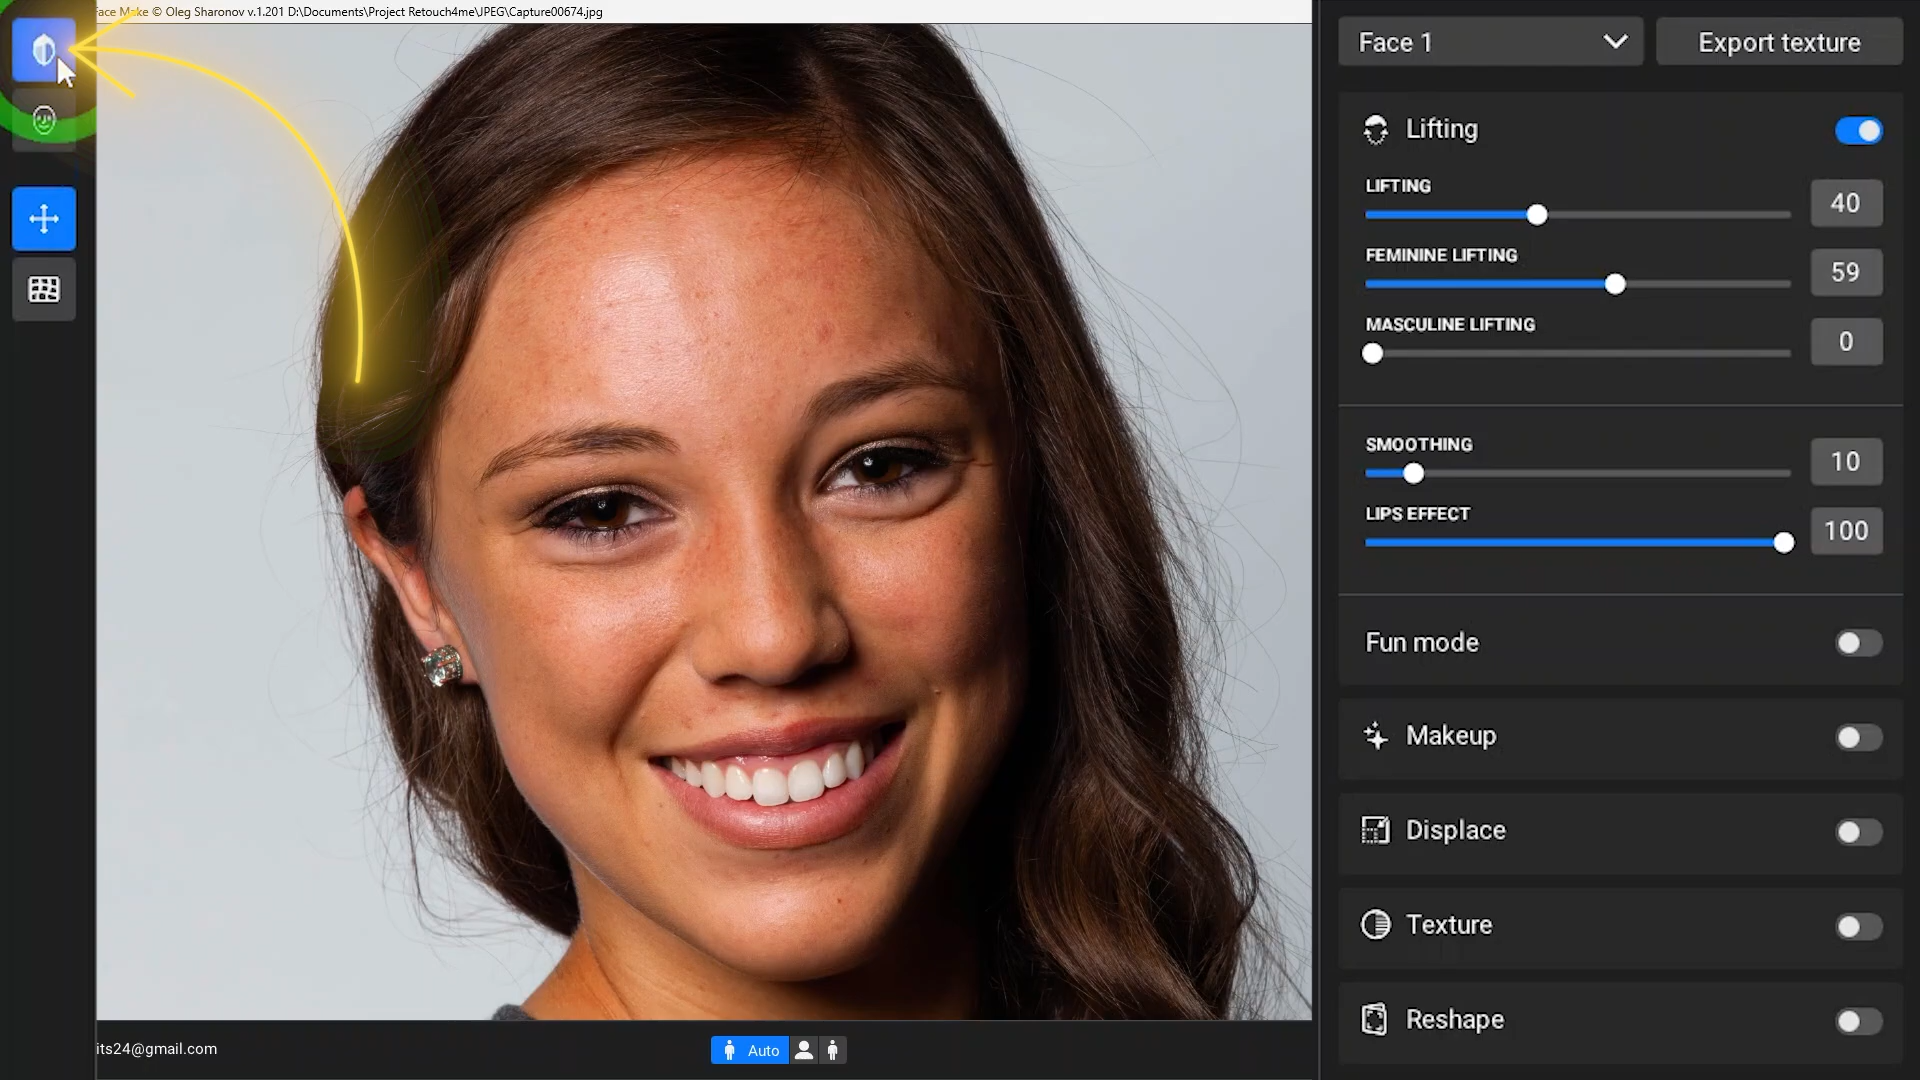 Face Make © Oleg Sharonov v.1.201 D:\Documents\Project Retouch4me\JPEG\Capture00674.jpg
Face 1
Export texture
Lifting
LIFTING
40
FEMININE LIFTING
59
MASCULINE LIFTING
0
SMOOTHING
10
LIPS EFFECT
100
Fun mode
Makeup
Displace
Texture
Reshape
its24@gmail.com
Auto